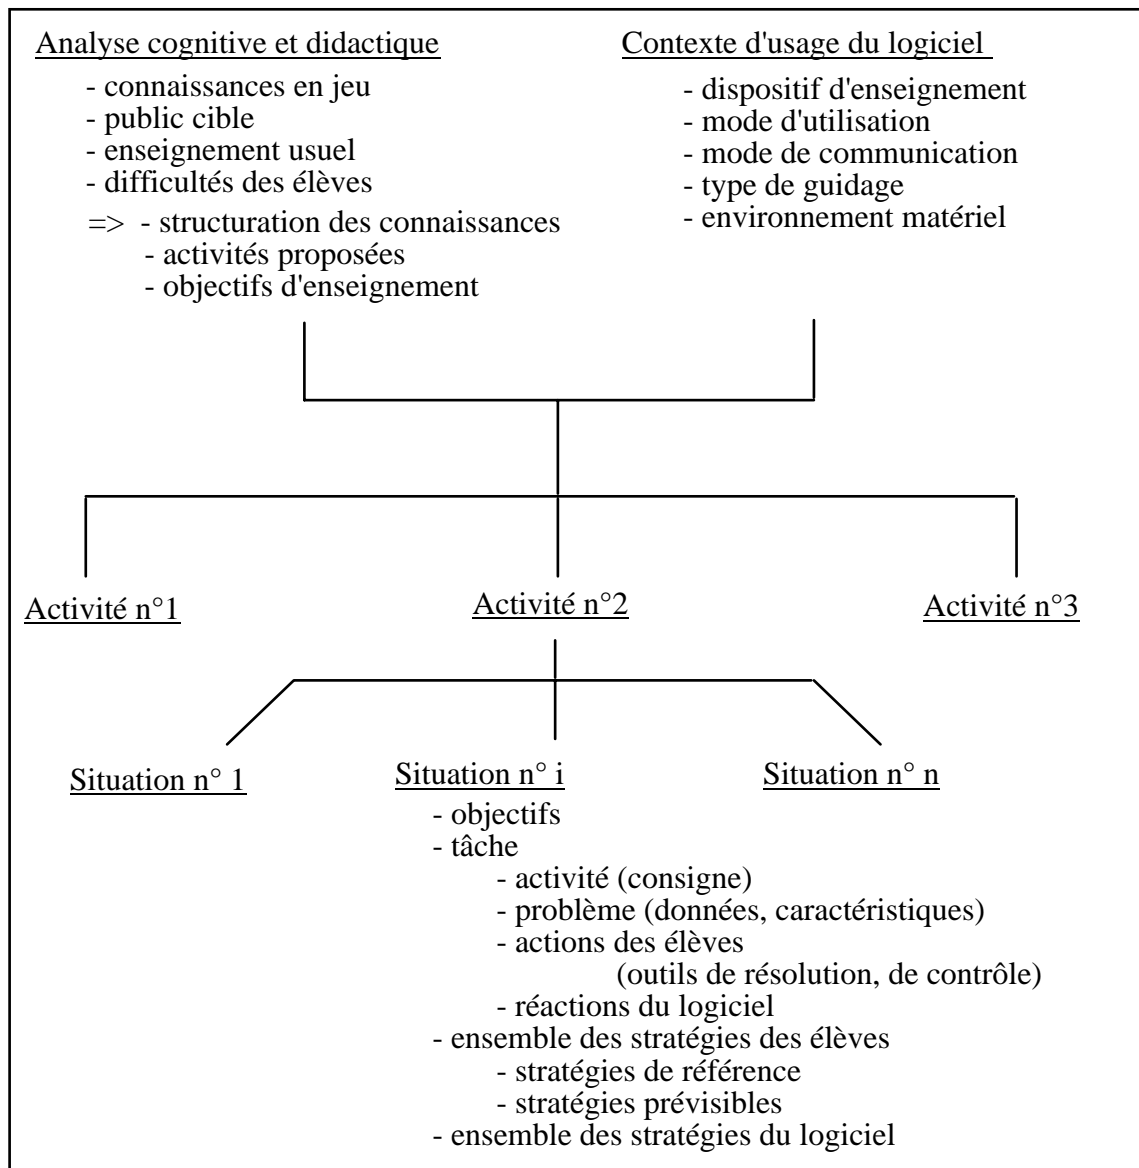 Analyse cognitive et didactique
- connaissances en jeu
- public cible
- enseignement usuel
- difficultés des élèves
=> - structuration des connaissances
- activités proposées
- objectifs d'enseignement
Contexte d'usage du logiciel
- dispositif d'enseignement
- mode d'utilisation
- mode de communication
- type de guidage
- environnement matériel
Activité n°1
Activité n°2
Activité n°3
Situation n° 1
Situation n° i
- objectifs
- tâche
- activité (consigne)
- problème (données, caractéristiques)
- actions des élèves
(outils de résolution, de contrôle)
- réactions du logiciel
- ensemble des stratégies des élèves
- stratégies de référence
- stratégies prévisibles
- ensemble des stratégies du logiciel
Situation n° n